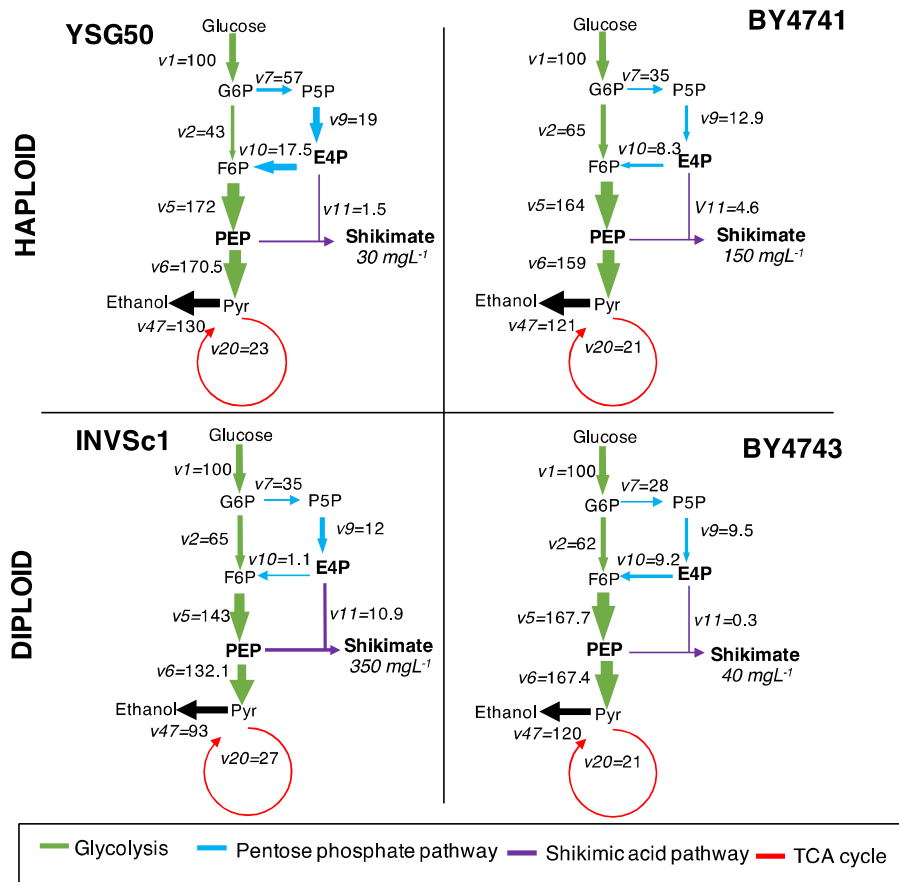 HAPLOID
YSG50
Glucose
v1=100
v7=57
G6P
P5P
v9=19
v2=43
v10=17.5
E4P
F6P
v5=172
v11=1.5
PEP
Shikimate
30 mgL-1
v6=170.5
Ethanol
Pyr
v47=130
v20=23
BY4741
Glucose
v1=100
v7=35
G6P
P5P
v9=12.9
v2=65
v10=8.3
E4P
F6P
v5=164
V11=4.6
PEP
Shikimate
150 mgL-1
v6=159
Ethanol
Pyr
v47=121
v20=21
DIPLOID
INVSc1
Glucose
v1=100
v7=35
G6P
P5P
v9=12
v2=65
v10=1.1
E4P
F6P
v5=143
v11=10.9
PEP
Shikimate
350 mgL-1
v6=132.1
Ethanol
Pyr
v47=93
v20=27
BY4743
Glucose
v1=100
v7=28
G6P
P5P
v9=9.5
v2=62
v10=9.2
E4P
F6P
v5=167.7
v11=0.3
PEP
Shikimate
40 mgL-1
v6=167.4
Ethanol
Pyr
v47=120
v20=21
Glycolysis
Pentose phosphate pathway
Shikimic acid pathway
TCA cycle